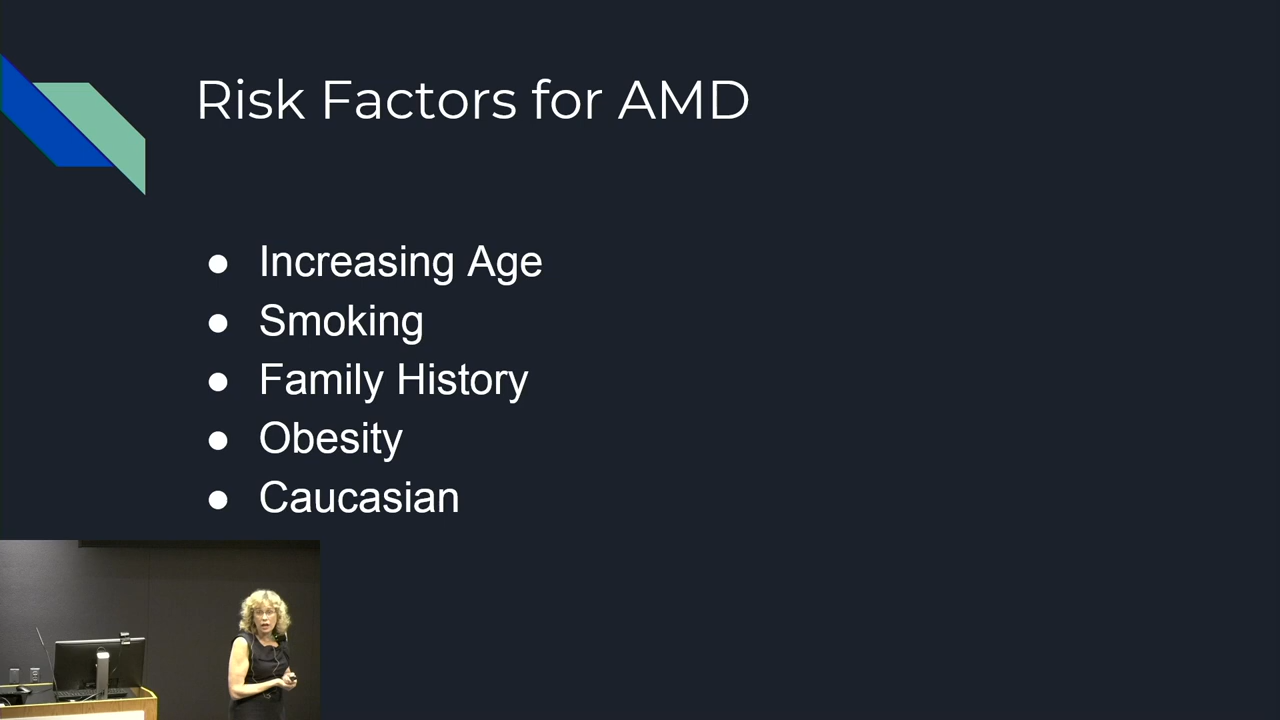 Risk Factors for AMD
● Increasing Age
● Smoking
● Family History
● Obesity
● Caucasian